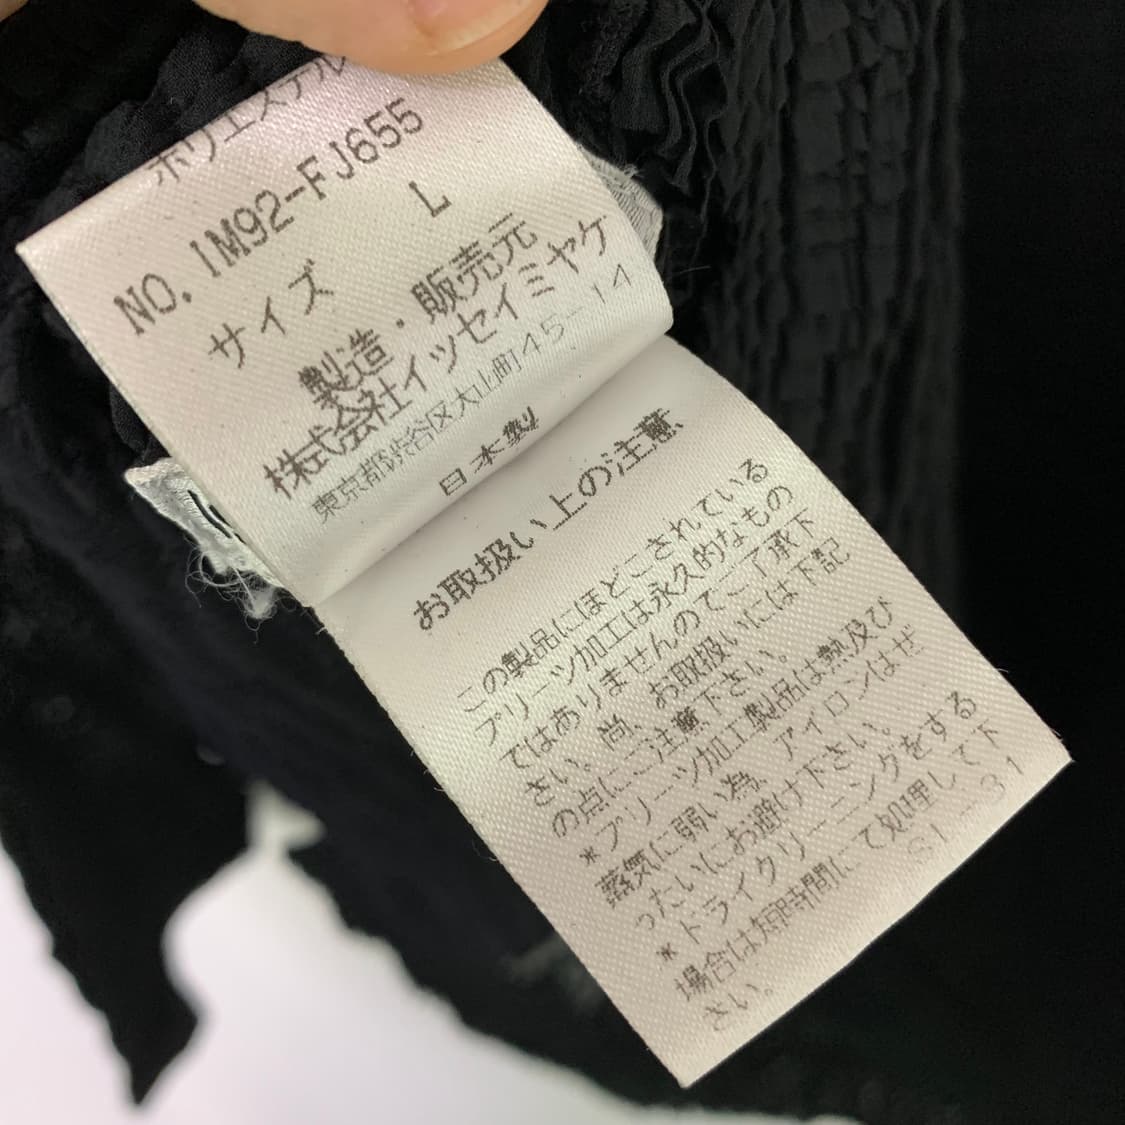 ポリエステル
NO. IM92-FJ655
サイズ L
製造・販売元
株式会社イッセイミヤケ
東京都渋谷区大山町45-14
日本製
お取扱い上の注意
この製品にほどこされている
プリーツ加工は永久的なもの
ではありませんのでご了承下
さい。尚、お取扱いには下記
の点にご注意下さい。
*プリーツ加工製品は熱及び
蒸気に弱い為、アイロンはぜ
ったいにお避け下さい。
*ドライクリーニングをする
場合は短時間にて処理して下
さい。
S1-31